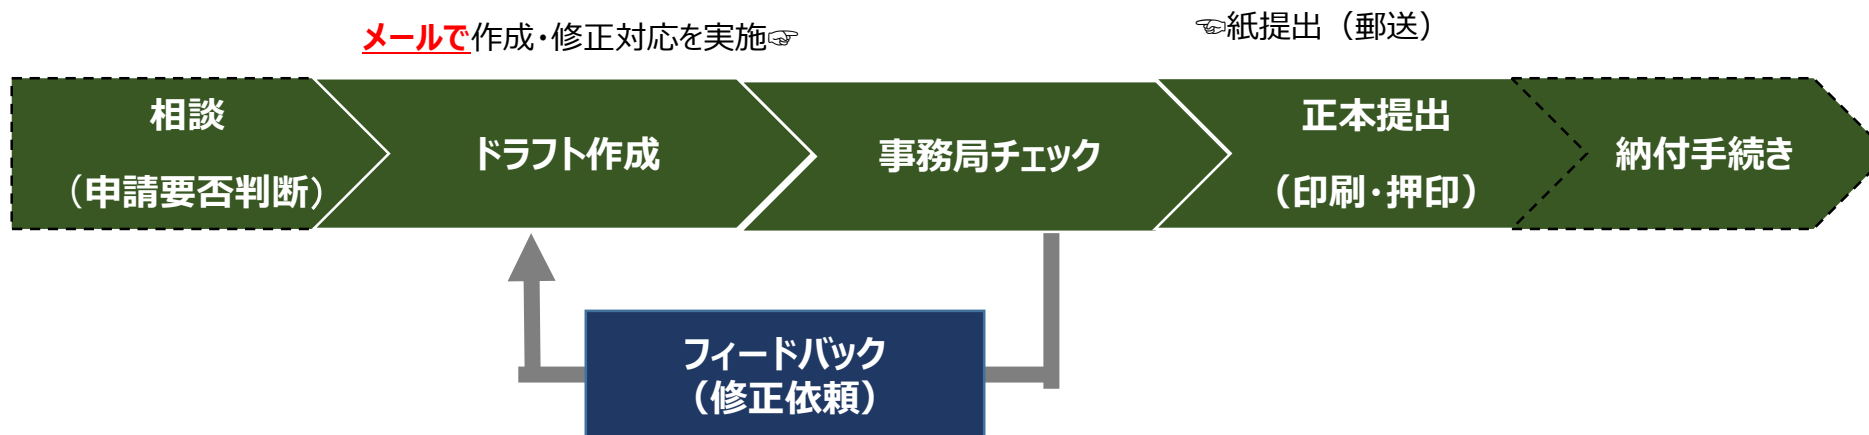 メールで作成・修正対応を実施☞
☜紙提出（郵送）
相談
（申請要否判断）
ドラフト作成
事務局チェック
正本提出
（印刷・押印）
納付手続き
フィードバック
（修正依頼）